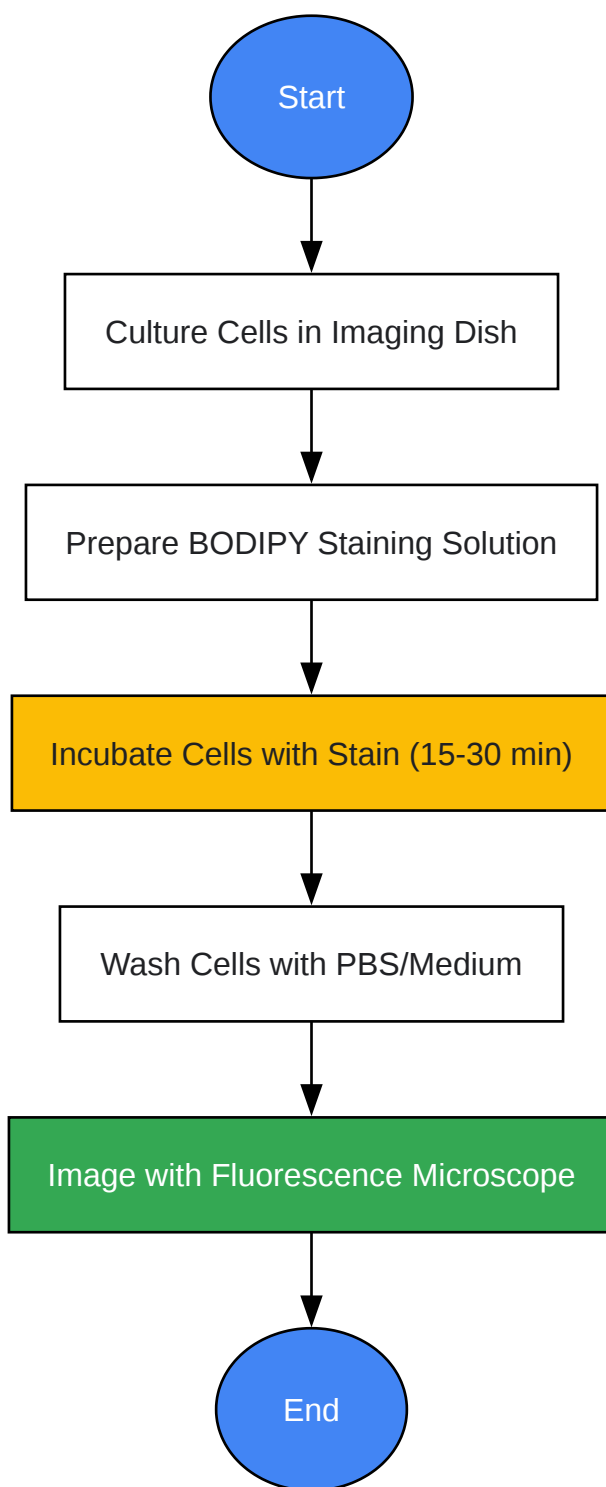 Start
Culture Cells in Imaging Dish
Prepare BODIPY Staining Solution
Incubate Cells with Stain (15-30 min)
Wash Cells with PBS/Medium
Image with Fluorescence Microscope
End